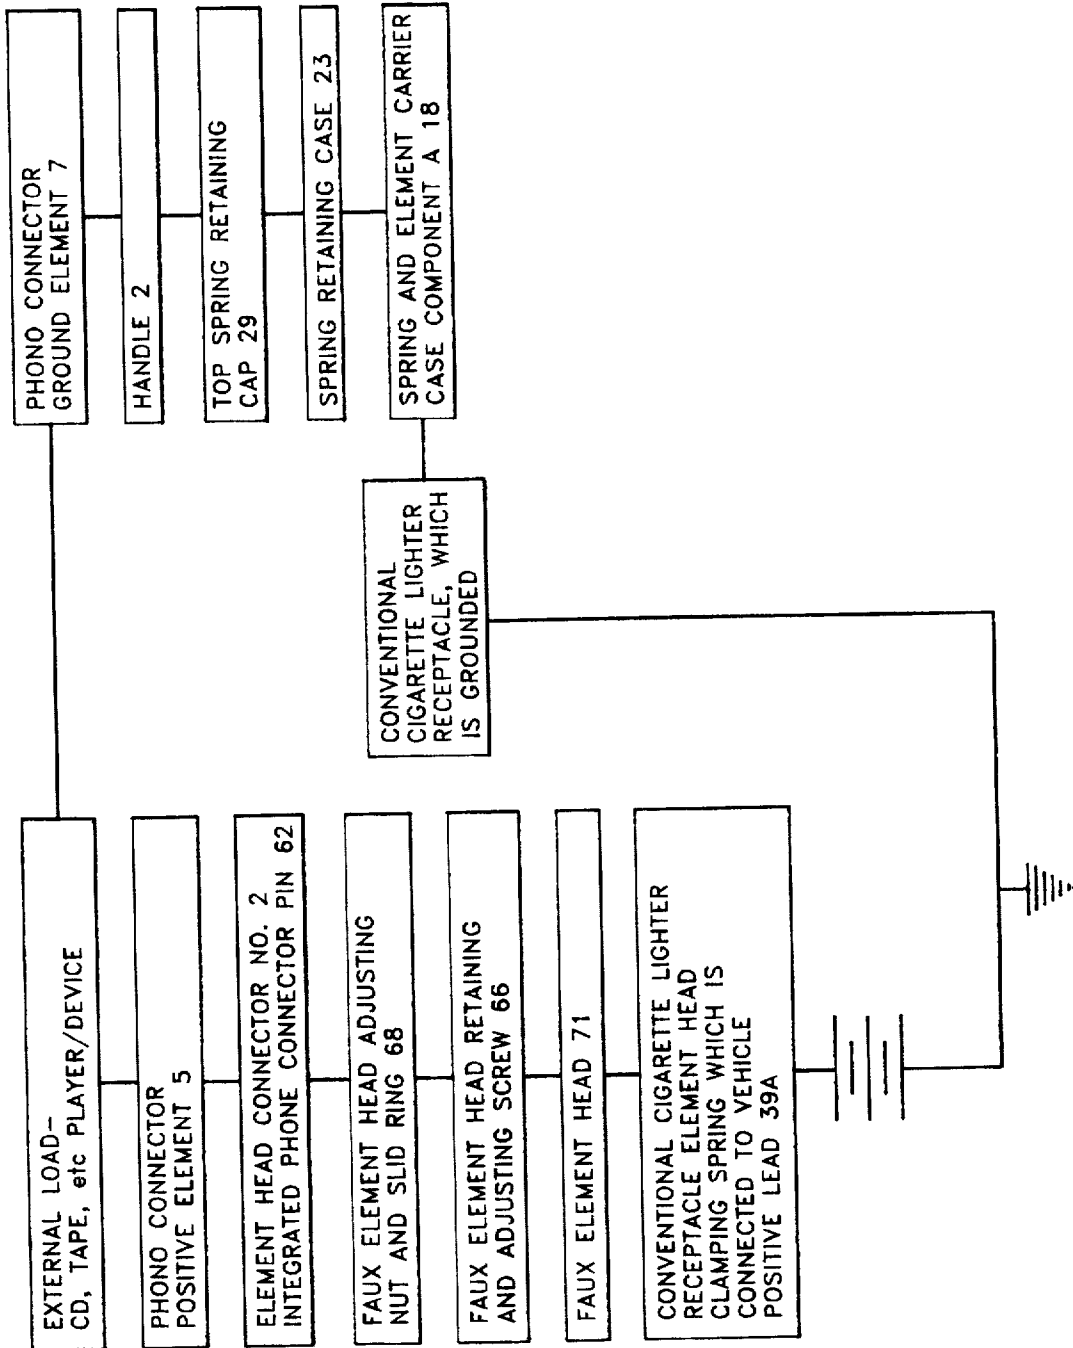 EXTERNAL LOAD-
CD, TAPE, etc PLAYER/DEVICE
PHONO CONNECTOR
POSITIVE ELEMENT 5
ELEMENT HEAD CONNECTOR NO. 2
INTEGRATED PHONE CONNECTOR PIN 62
FAUX ELEMENT HEAD ADJUSTING
NUT AND SLID RING 68
FAUX ELEMENT HEAD RETAINING
AND ADJUSTING SCREW 66
FAUX ELEMENT HEAD 71
CONVENTIONAL CIGARETTE LIGHTER
RECEPTACLE ELEMENT HEAD
CLAMPING SPRING WHICH IS
CONNECTED TO VEHICLE
POSITIVE LEAD 39A
PHONO CONNECTOR
GROUND ELEMENT 7
HANDLE 2
TOP SPRING RETAINING
CAP 29
SPRING RETAINING CASE 23
SPRING AND ELEMENT CARRIER
CASE COMPONENT A 18
CONVENTIONAL
CIGARETTE LIGHTER
RECEPTACLE, WHICH
IS GROUNDED